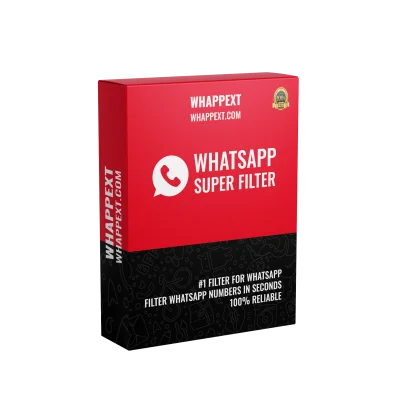 WHAPPEXT
WHAPPEXT.COM
WHATSAPP
SUPER FILTER
#1 FILTER FOR WHATSAPP
FILTER WHATSAPP NUMBERS IN SECONDS
100% RELIABLE
WHAPPEXT
WHAPPEXT.COM